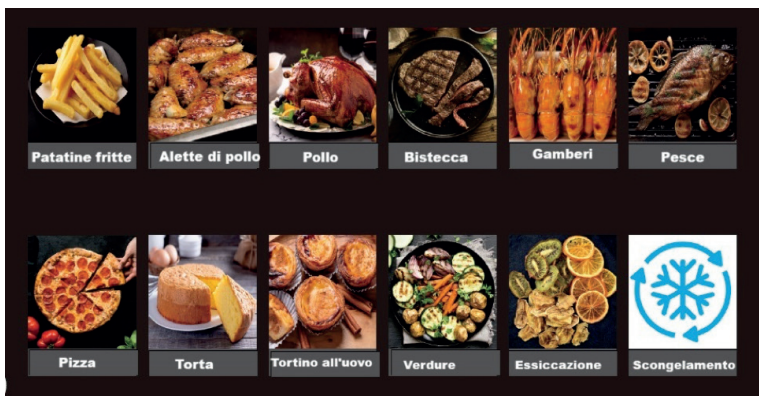 Patatine fritte
Alette di pollo
Pollo
Bistecca
Gamberi
Pesce
Pizza
Torta
Tortino all'uovo
Verdure
Essiccazione
Scongelamento